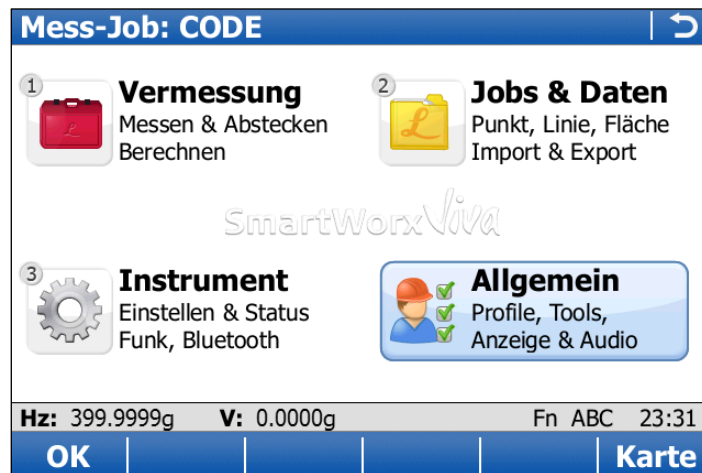 Mess-Job: CODE
1
Vermessung
Messen & Abstecken
Berechnen
2
Jobs & Daten
Punkt, Linie, Fläche
Import & Export
SmartWorx Viva
3
Instrument
Einstellen & Status
Funk, Bluetooth
Allgemein
Profile, Tools,
Anzeige & Audio
Hz: 399.9999g V: 0.0000g Fn ABC 23:31
OK Karte